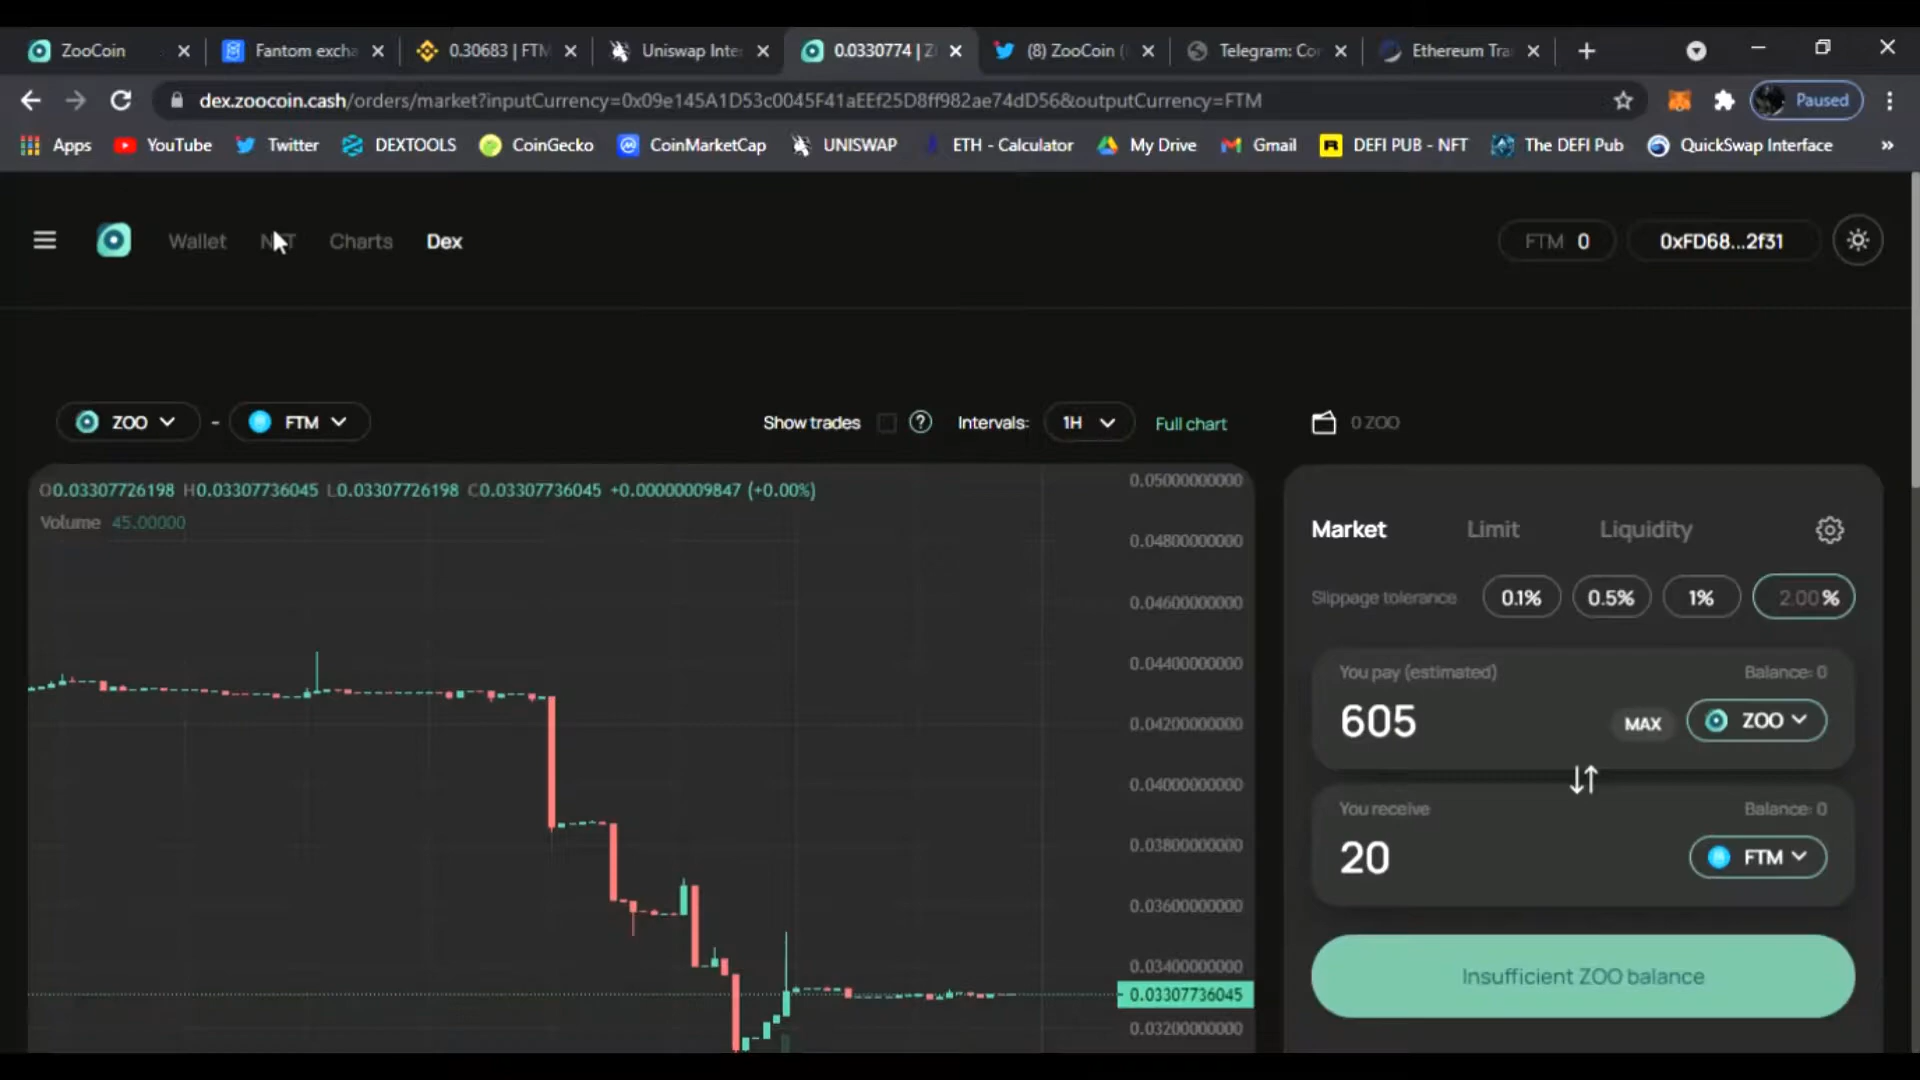 ZooCoin
Fantom excha
0.30683 | FTM
Uniswap Inte
0.0330774 | Z
(8) ZooCoin (
Telegram: Co
Ethereum Tra
dex.zoocoin.cash/orders/market?inputCurrency=0x09e145A1D53c0045F41aEEf25D8ff982ae74dD56&outputCurrency=FTM
Paused
Apps
YouTube
Twitter
DEXTOOLS
CoinGecko
CoinMarketCap
UNISWAP
ETH - Calculator
My Drive
Gmail
DEFI PUB - NFT
The DEFI Pub
QuickSwap Interface
»
Wallet
Charts
Dex
FTM 0
0xFD68...2f31
ZOO
-
FTM
Show trades
?
Intervals:
1H
Full chart
0 ZOO
O0.03307726198 H0.03307736045 L0.03307726198 C0.03307736045 +0.00000009847 (+0.00%)
Volume 45.00000
0.05000000000
0.04800000000
0.04600000000
0.04400000000
0.04200000000
0.04000000000
0.03800000000
0.03600000000
0.03400000000
0.03307736045
0.03200000000
Market
Limit
Liquidity
Slippage tolerance
0.1%
0.5%
1%
2.00%
You pay (estimated)
Balance: 0
605
MAX
ZOO
You receive
Balance: 0
20
FTM
Insufficient ZOO balance